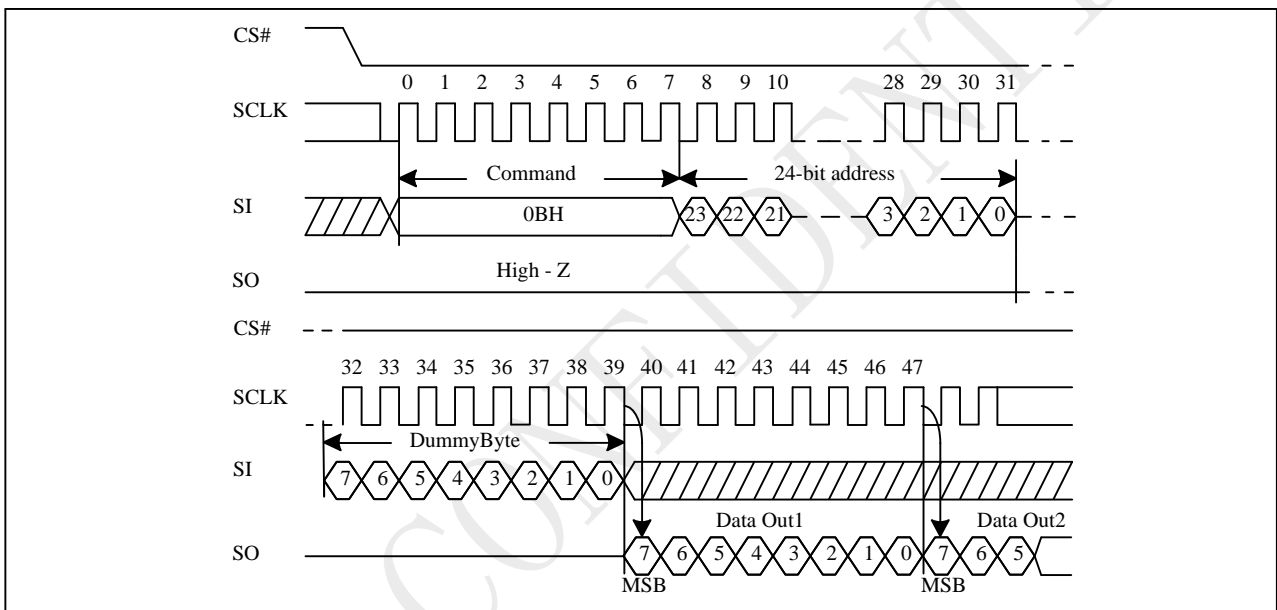 CS#
0 1 2 3 4 5 6 7 8 9 10 28 29 30 31
SCLK
Command 24-bit address
SI 0BH 23 22 21 3 2 1 0
SO High - Z
CS#
32 33 34 35 36 37 38 39 40 41 42 43 44 45 46 47
SCLK
DummyByte
SI 7 6 5 4 3 2 1 0
Data Out1 Data Out2
SO 7 6 5 4 3 2 1 0 7 6 5
MSB MSB